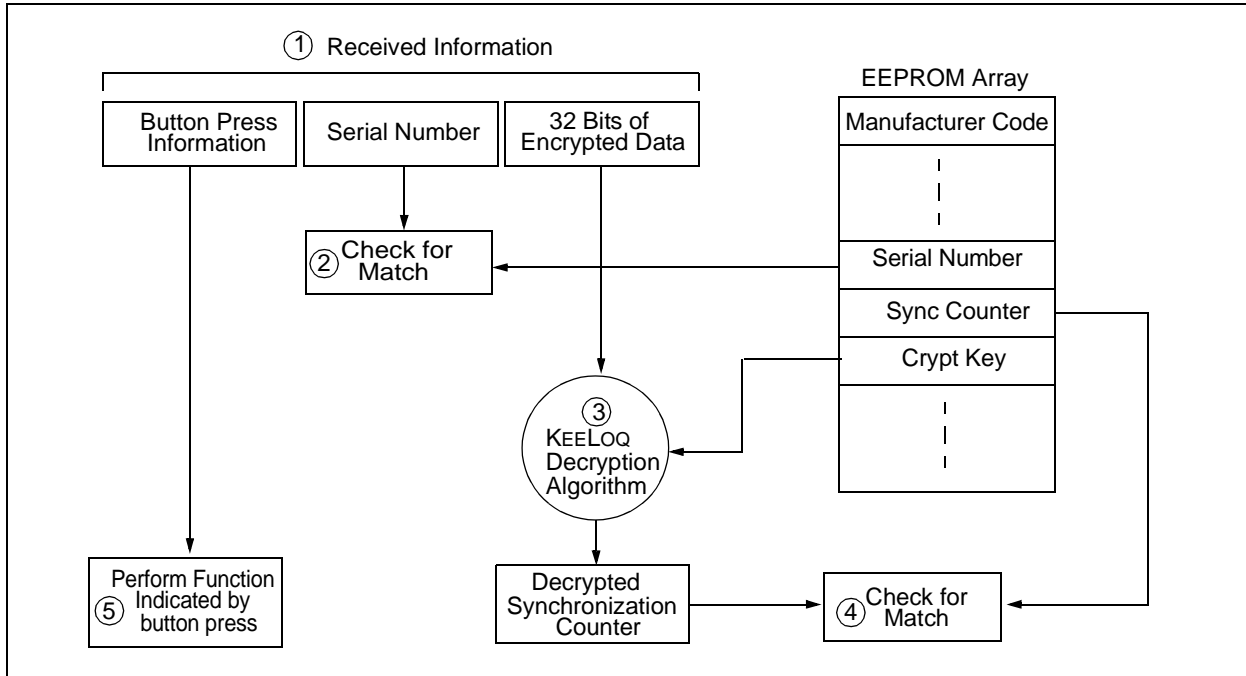 ① Received Information
EEPROM Array
Button Press
Information
Serial Number
32 Bits of
Encrypted Data
Manufacturer Code
② Check for
Match
Serial Number
Sync Counter
Crypt Key
③
KEELOQ
Decryption
Algorithm
Perform Function
⑤ Indicated by
button press
Decrypted
Synchronization
Counter
④ Check for
Match